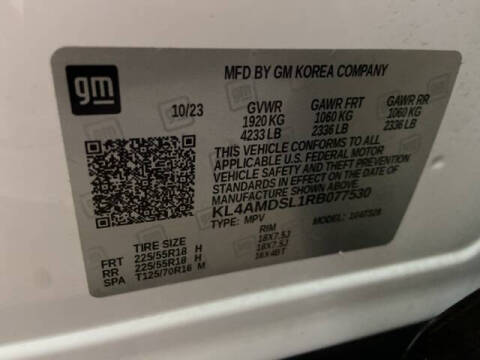 gm
MFD BY GM KOREA COMPANY
10/23 GVWR GAWR FRT GAWR RR
1920 KG 1060 KG 1060 KG
4233 LB 2336 LB 2336 LB
THIS VEHICLE CONFORMS TO ALL
APPLICABLE U.S. FEDERAL MOTOR
VEHICLE SAFETY THEFT PREVENTION
STANDARDS IN EFFECT ON THE DATE OF
MANUFACTURE SHOWN ABOVE.
KL4AMDSL1RB077530
TYPE: MPV MODEL:
TIRE SIZE RIM
FRT 225/55R18 H 18X7.5J
RR 225/55R18 H 18X7.5J
SPA T125/70R16 M 16X4BT